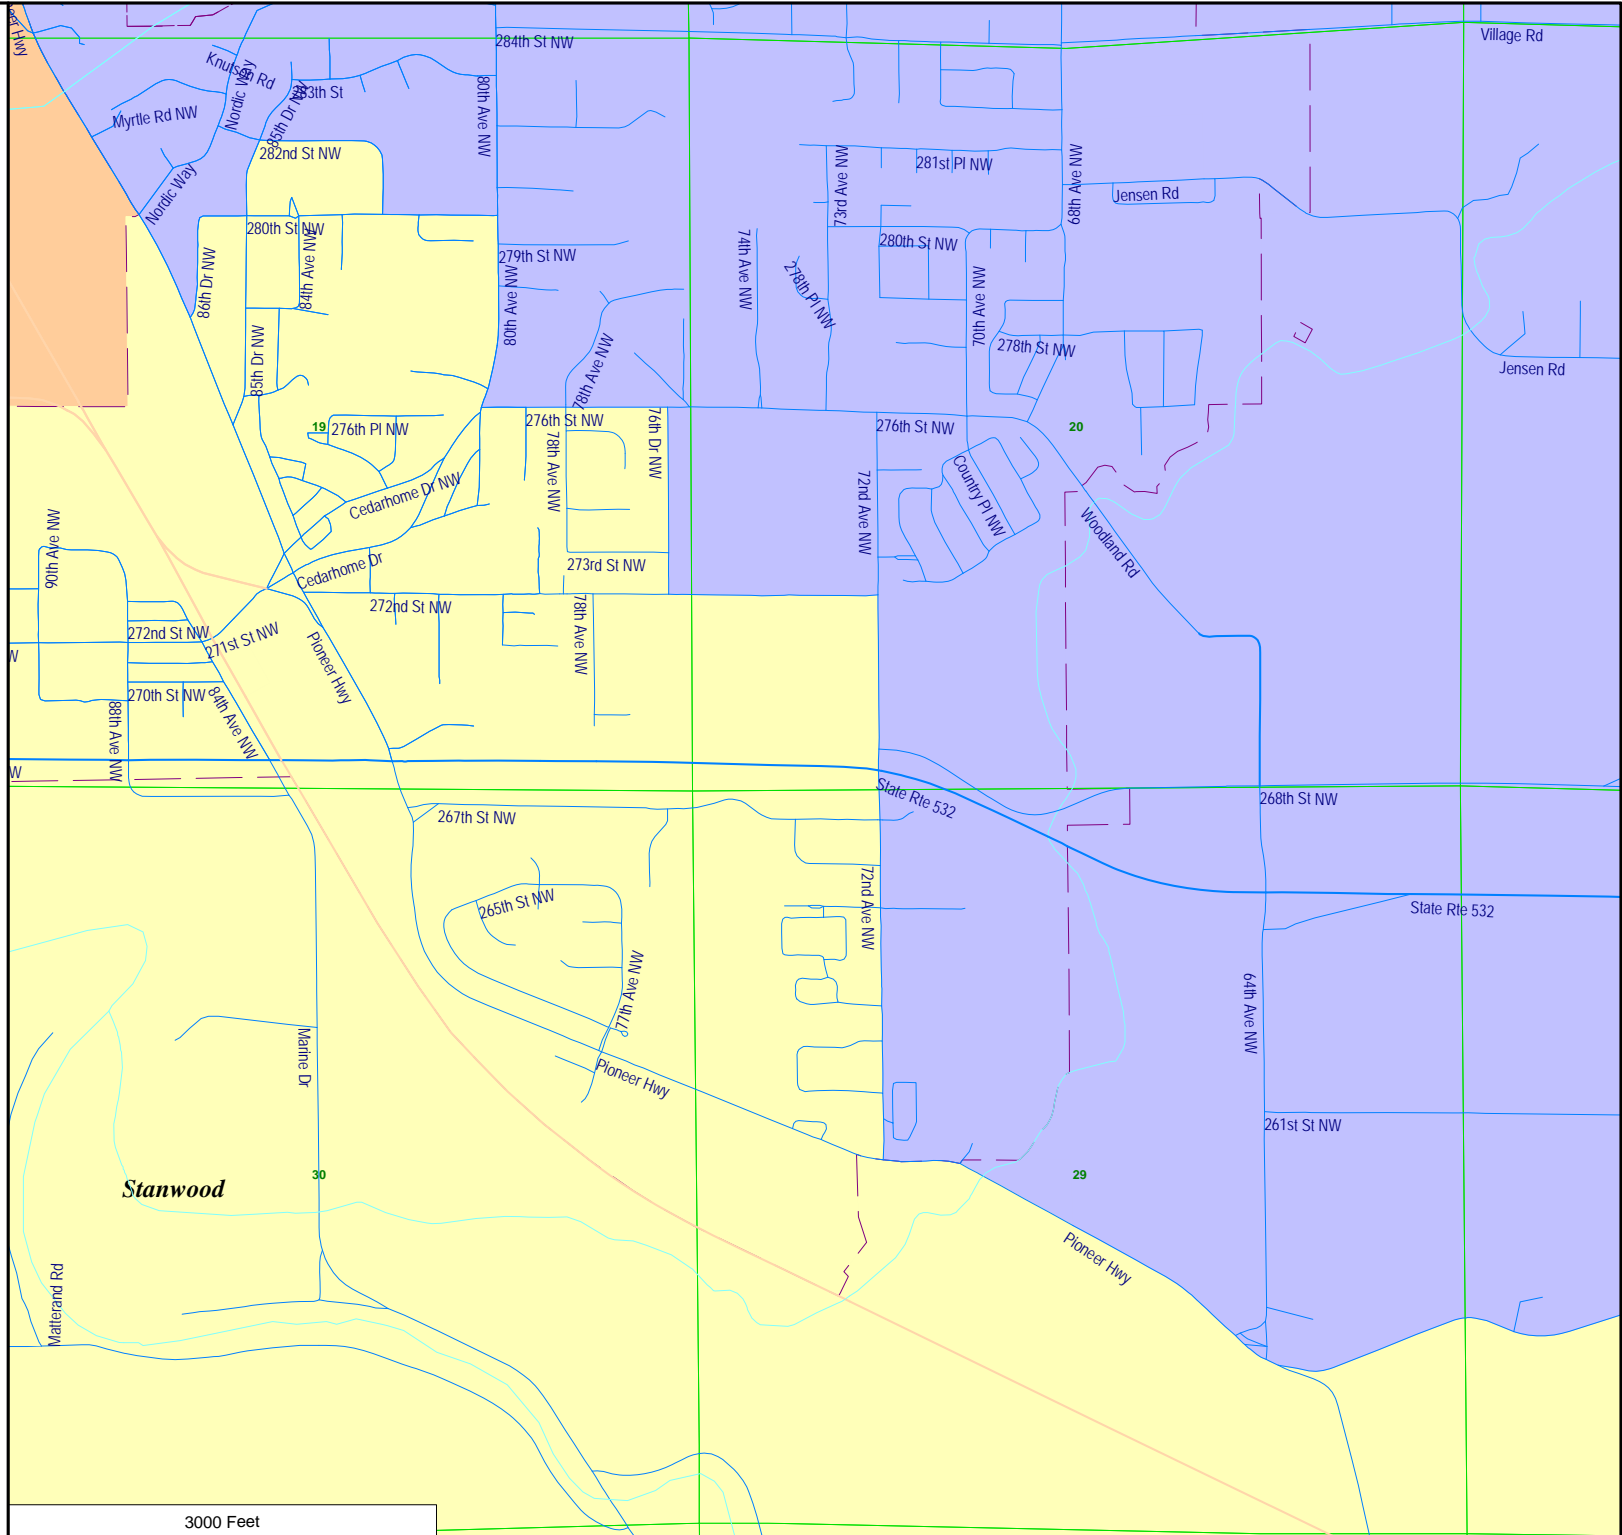 eer Hwy
284th St NW
Village Rd
Knutson Rd
Nordic Way
283th St
80th Ave NW
Myrtle Rd NW
85th Dr NW
282nd St NW
281st Pl NW
73rd Ave NW
68th Ave NW
Jensen Rd
Nordic Way
280th St NW
280th St NW
86th Dr NW
84th Ave NW
279th St NW
74th Ave NW
278th Pl NW
80th Ave NW
70th Ave NW
85th Dr NW
78th Ave NW
278th St NW
Jensen Rd
19
276th Pl NW
276th St NW
76th Dr NW
276th St NW
20
78th Ave NW
Cedarhome Dr NW
72nd Ave NW
Country Pl NW
Woodland Rd
90th Ave NW
Cedarhome Dr
273rd St NW
272nd St NW
78th Ave NW
272nd St NW
271st St NW
W
Pioneer Hwy
270th St NW
84th Ave NW
88th Ave NW
W
State Rte 532
268th St NW
267th St NW
265th St NW
72nd Ave NW
State Rte 532
77th Ave NW
64th Ave NW
Marine Dr
Pioneer Hwy
261st St NW
30
29
Stanwood
Pioneer Hwy
Matterand Rd
3000 Feet